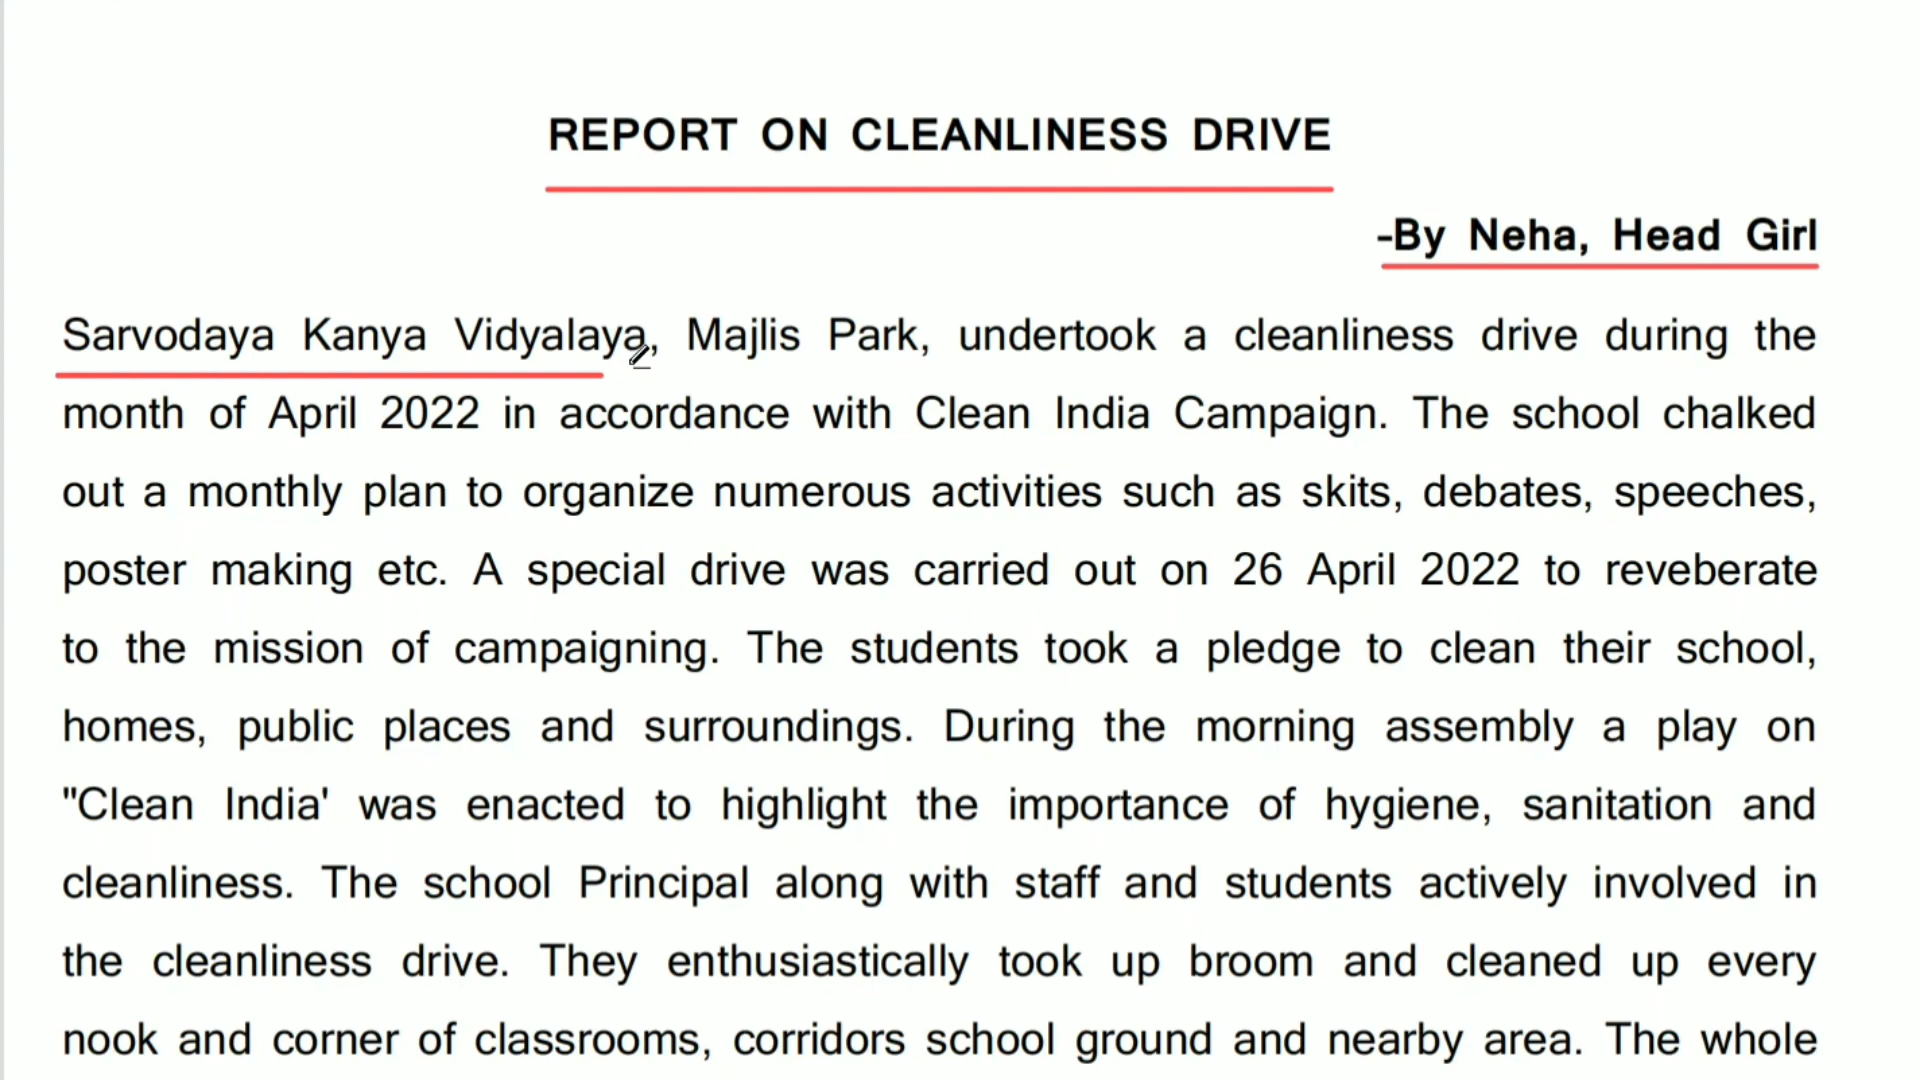 REPORT ON CLEANLINESS DRIVE
-By Neha, Head Girl
Sarvodaya Kanya Vidyalaya, Majlis Park, undertook a cleanliness drive during the
month of April 2022 in accordance with Clean India Campaign. The school chalked
out a monthly plan to organize numerous activities such as skits, debates, speeches,
poster making etc. A special drive was carried out on 26 April 2022 to reveberate
to the mission of campaigning. The students took a pledge to clean their school,
homes, public places and surroundings. During the morning assembly a play on
"Clean India' was enacted to highlight the importance of hygiene, sanitation and
cleanliness. The school Principal along with staff and students actively involved in
the cleanliness drive. They enthusiastically took up broom and cleaned up every
nook and corner of classrooms, corridors school ground and nearby area. The whole